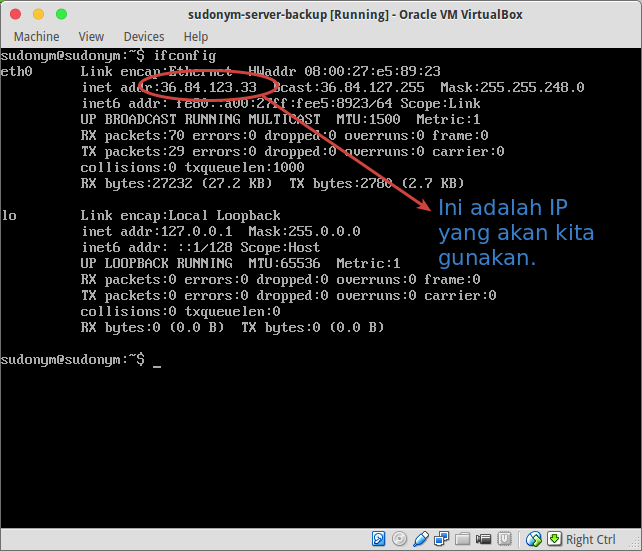 sudonym-server-backup [Running] - Oracle VM VirtualBox
Machine View Devices Help
sudonym@sudonym:~$ ifconfig
eth0 Link encap:Ethernet HWaddr 08:00:27:e5:89:23
inet addr:36.84.123.33 Bcast:36.84.127.255 Mask:255.255.248.0
inet6 addr: fe80::a00:27ff:fee5:8923/64 Scope:Link
UP BROADCAST RUNNING MULTICAST MTU:1500 Metric:1
RX packets:70 errors:0 dropped:0 overruns:0 frame:0
TX packets:29 errors:0 dropped:0 overruns:0 carrier:0
collisions:0 txqueuelen:1000
RX bytes:27232 (27.2 KB) TX bytes:2780 (2.7 KB)
Ini adalah IP
yang akan kita
gunakan.
lo Link encap:Local Loopback
inet addr:127.0.0.1 Mask:255.0.0.0
inet6 addr: ::1/128 Scope:Host
UP LOOPBACK RUNNING MTU:65536 Metric:1
RX packets:0 errors:0 dropped:0 overruns:0 frame:0
TX packets:0 errors:0 dropped:0 overruns:0 carrier:0
collisions:0 txqueuelen:0
RX bytes:0 (0.0 B) TX bytes:0 (0.0 B)
sudonym@sudonym:~$ _
Right Ctrl